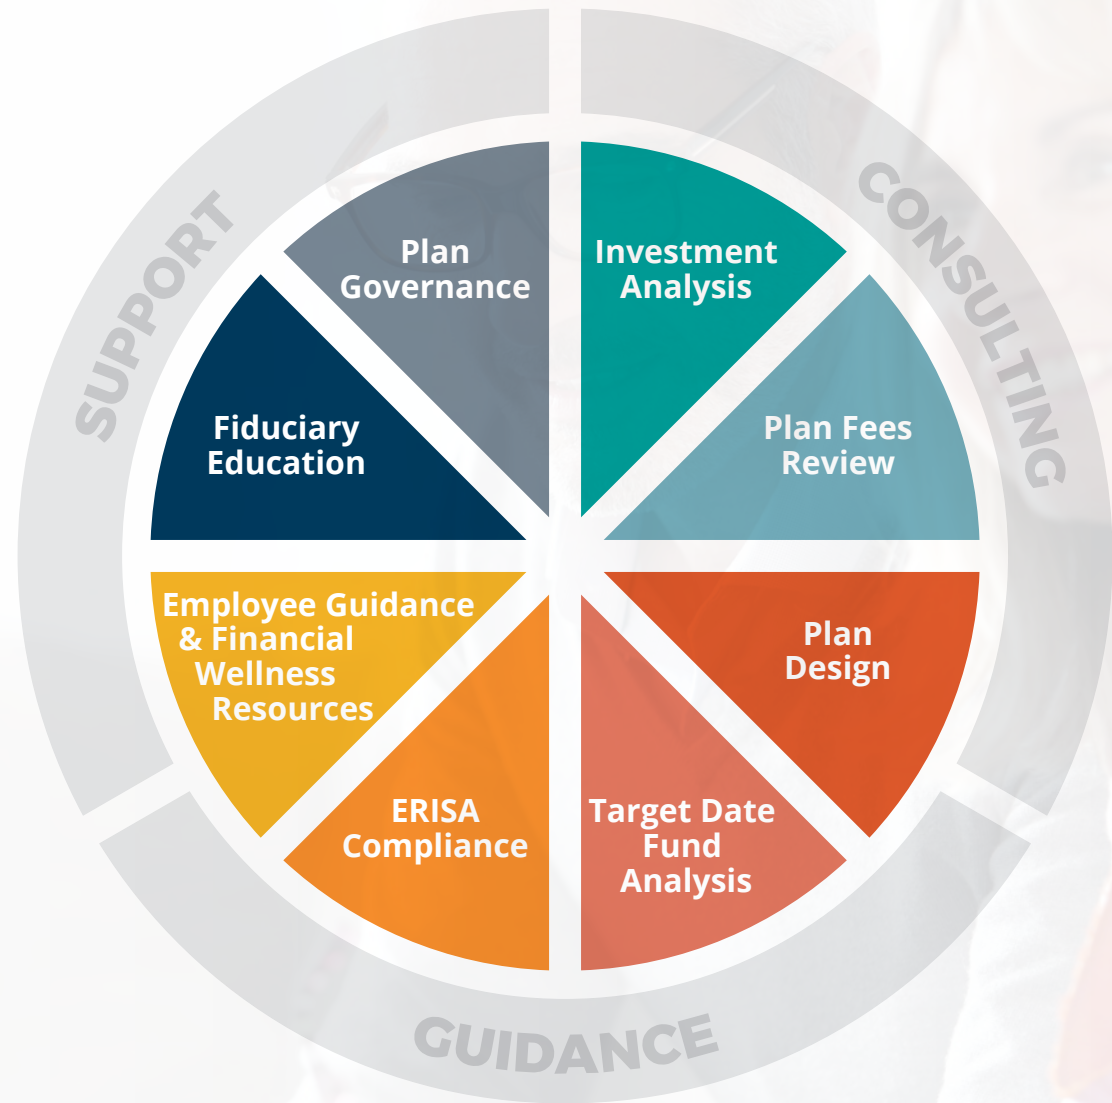 SUPPORT
CONSULTING
Plan
Governance
Investment
Analysis
Fiduciary
Education
Plan Fees
Review
Employee Guidance
& Financial
Wellness
Resources
Plan
Design
ERISA
Compliance
Target Date
Fund
Analysis
GUIDANCE